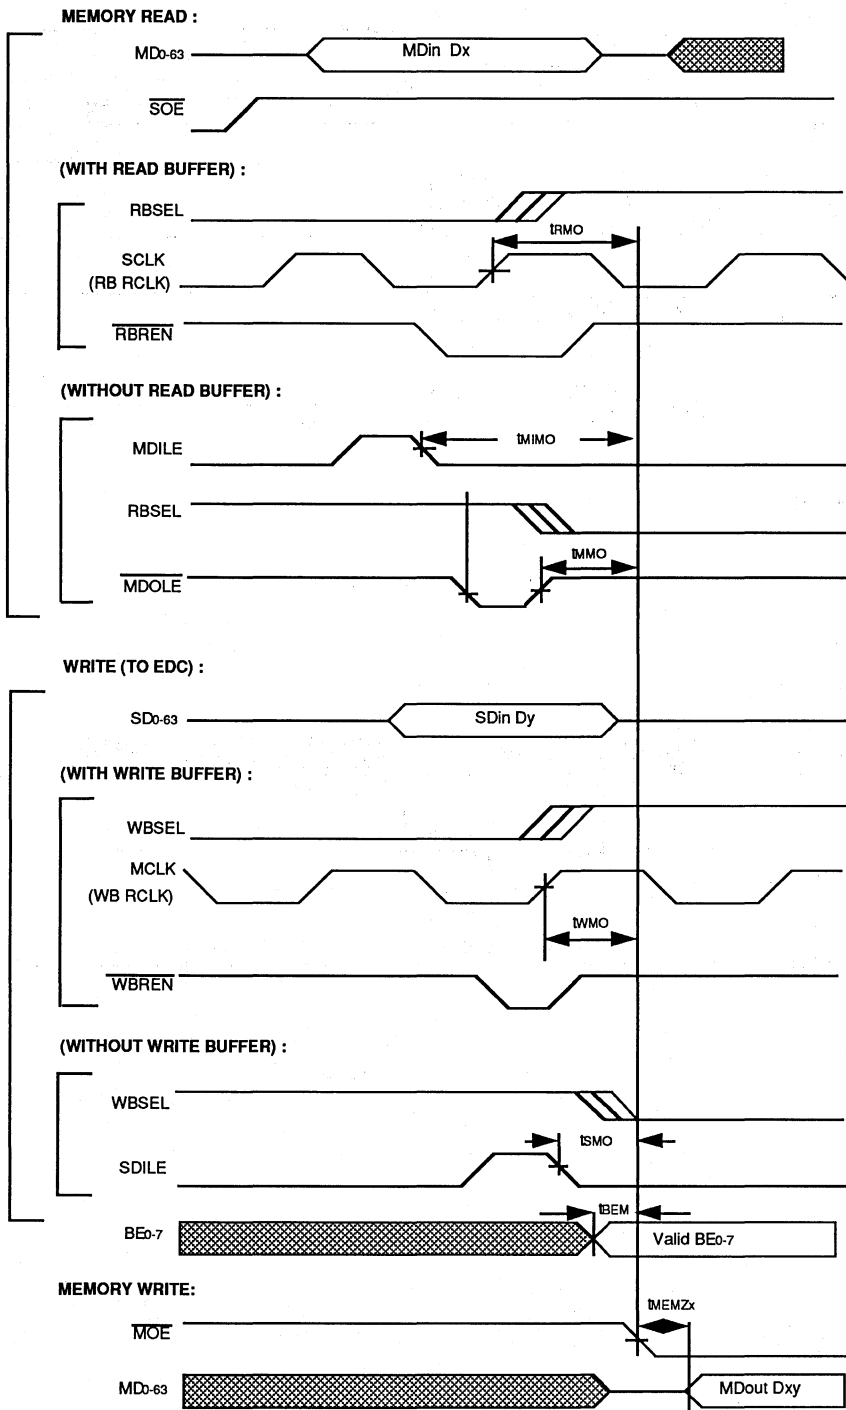 MEMORY READ :
MD0-63
MDin Dx
SOE
(WITH READ BUFFER) :
RBSEL
tRMO
SCLK
(RB RCLK)
RBREN
(WITHOUT READ BUFFER) :
MDILE
tMIMO
RBSEL
tMMO
MDOLE
WRITE (TO EDC) :
SD0-63
SDin Dy
(WITH WRITE BUFFER) :
WBSEL
MCLK
(WB RCLK)
tWMO
WBREN
(WITHOUT WRITE BUFFER) :
WBSEL
tSMO
SDILE
tBEM
BE0-7
Valid BE0-7
MEMORY WRITE:
tMEMZx
MOE
MD0-63
MDout Dxy